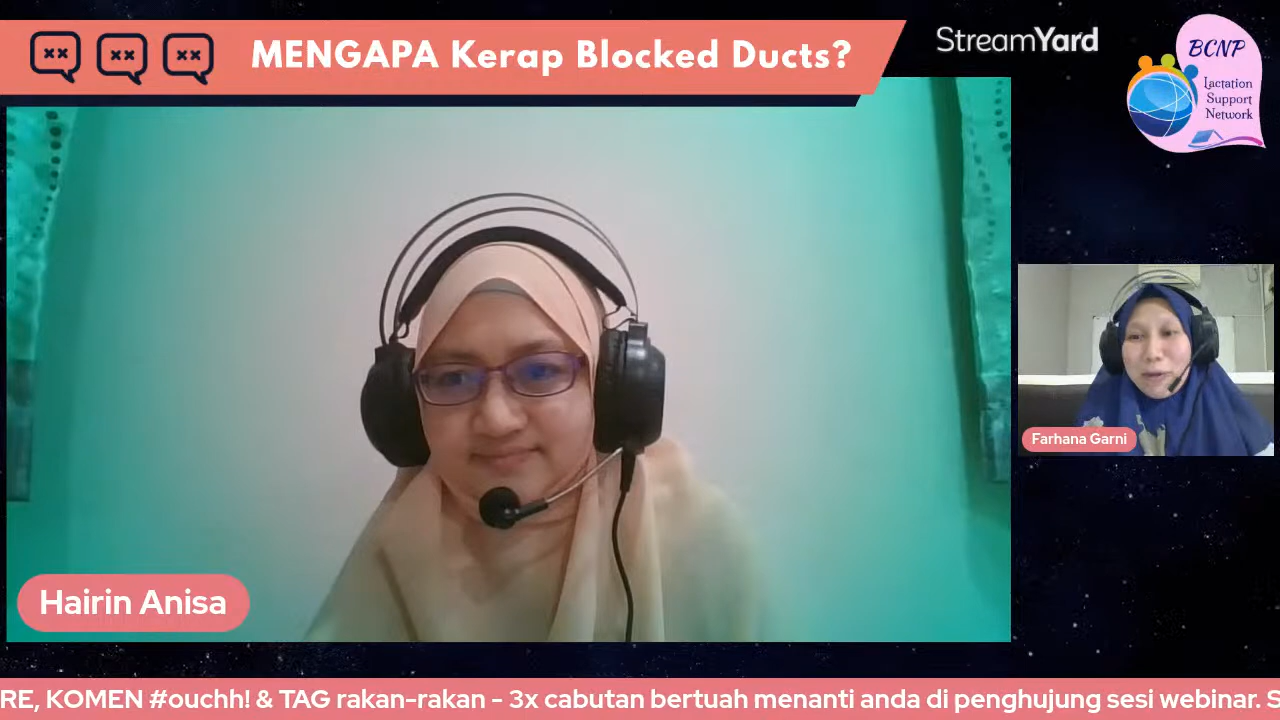 MENGAPA Kerap Blocked Ducts?
StreamYard
BCNP
Lactation
Support
Network
Farhana Garni
Hairin Anisa
RE, KOMEN #ouchh! & TAG rakan-rakan - 3x cabutan bertuah menanti anda di penghujung sesi webinar. S